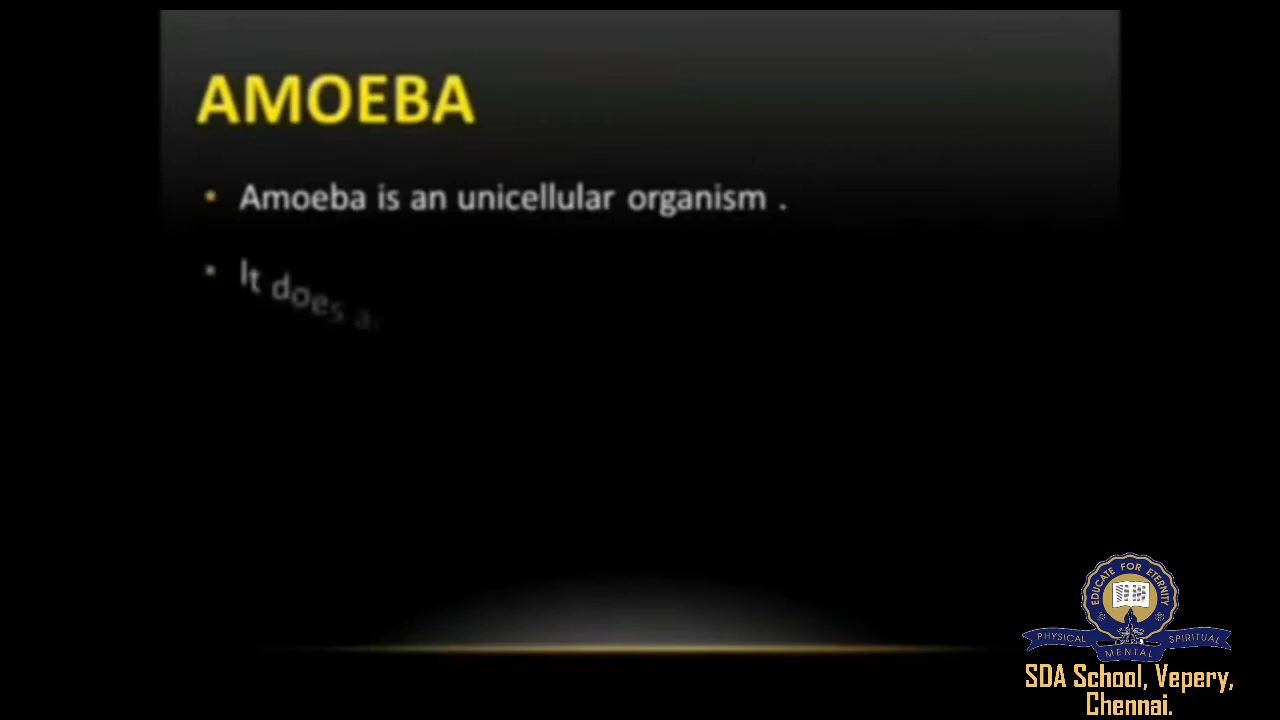 AMOEBA
• Amoeba is an unicellular organism .
• It does
EDUCATE FOR ETERNITY
PHYSICAL MENTAL SPIRITUAL
SDA School, Vepery,
Chennai.